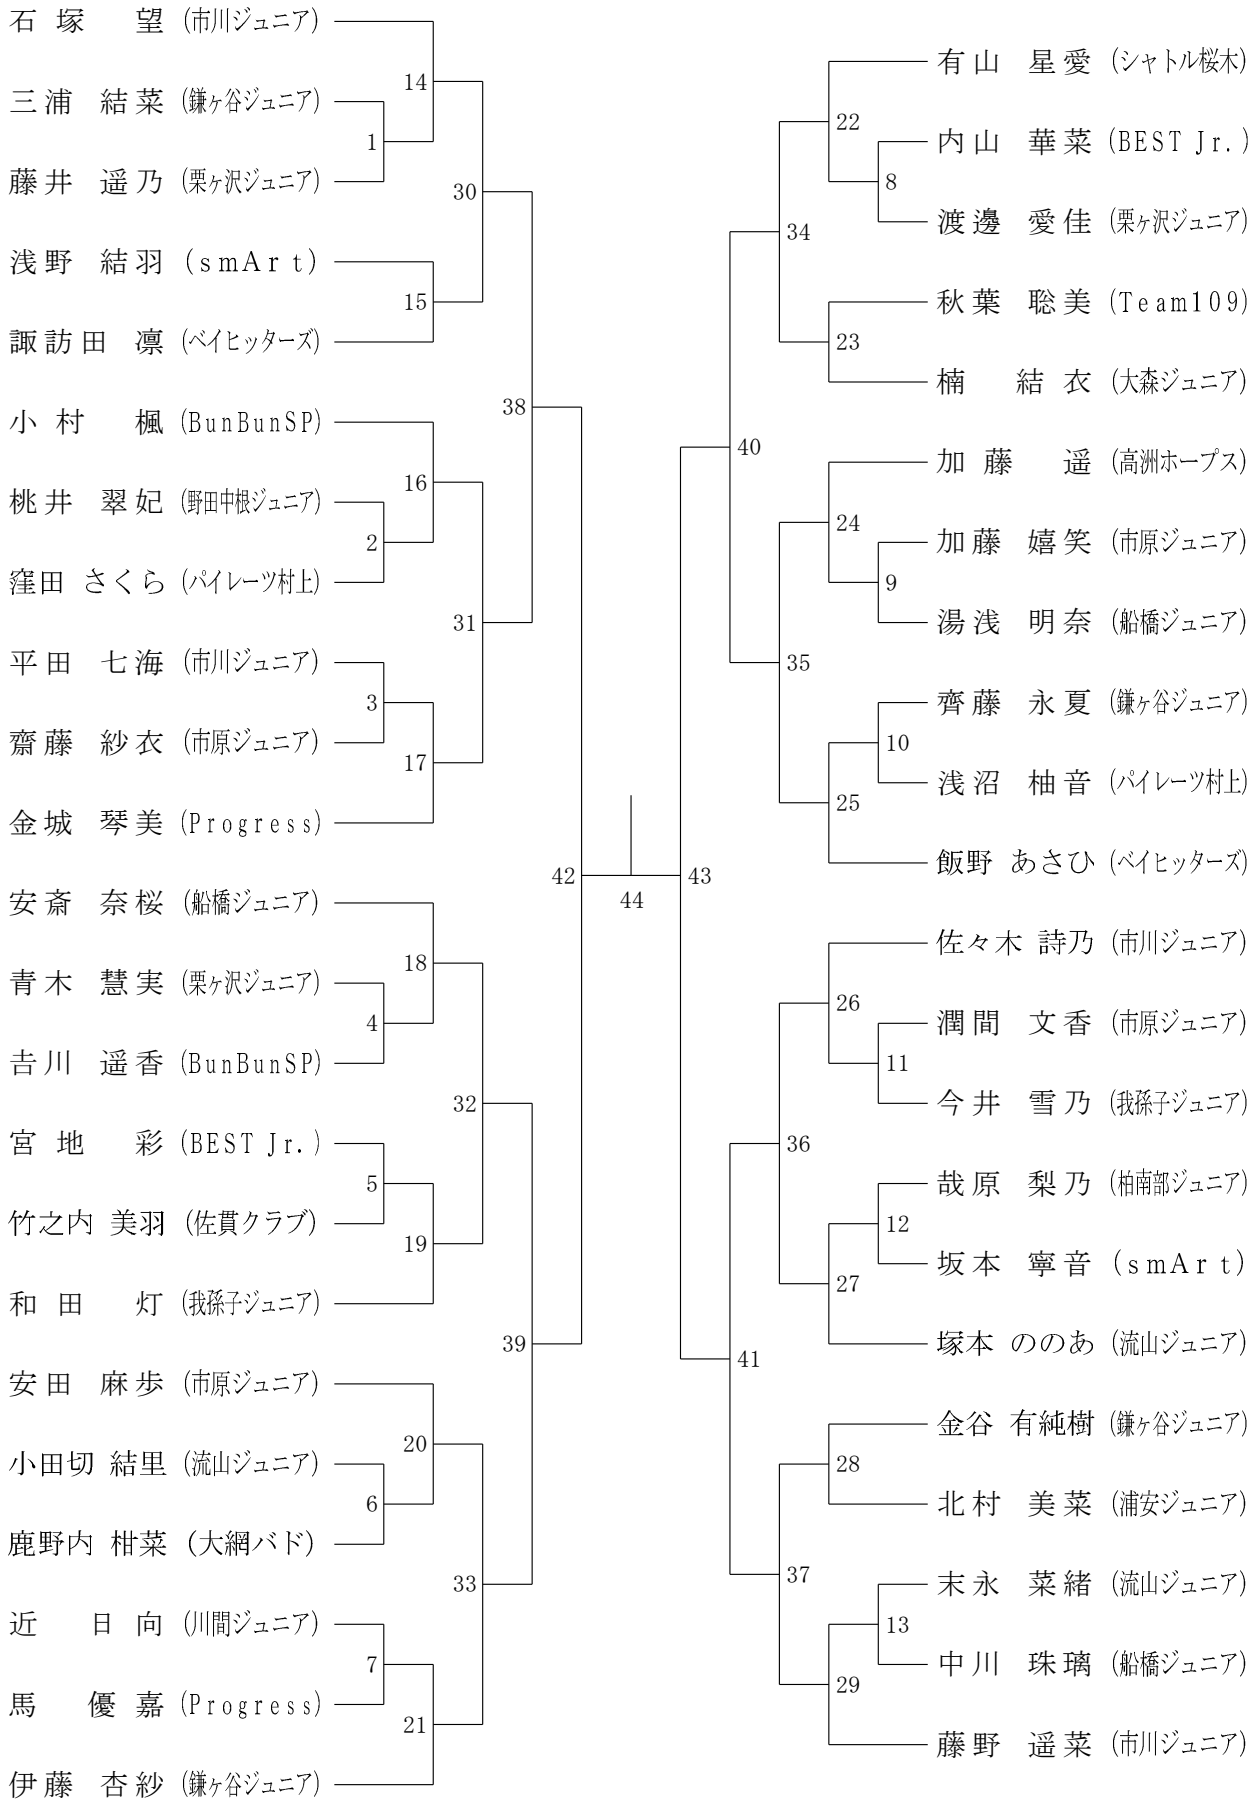 石塚 望 (市川ジュニア)
三浦 結菜 (鎌ヶ谷ジュニア)
藤井 遥乃 (栗ヶ沢ジュニア)
浅野 結羽 (smArt)
諏訪田 凛 (ベイヒッターズ)
小村 楓 (BunBunSP)
桃井 翠妃 (野田中根ジュニア)
窪田 さくら (パイレーツ村上)
平田 七海 (市川ジュニア)
齋藤 紗衣 (市原ジュニア)
金城 琴美 (Progress)
安斎 奈桜 (船橋ジュニア)
青木 慧実 (栗ヶ沢ジュニア)
𠮷川 遥香 (BunBunSP)
宮地 彩 (BEST Jr.)
竹之内 美羽 (佐貫クラブ)
和田 灯 (我孫子ジュニア)
安田 麻歩 (市原ジュニア)
小田切 結里 (流山ジュニア)
鹿野内 柑菜 (大網バド)
近 日向 (川間ジュニア)
馬 優嘉 (Progress)
伊藤 杏紗 (鎌ヶ谷ジュニア)
1
2
3
4
5
6
7
14
15
16
17
18
19
20
21
30
31
32
33
38
39
42
44
43
40
41
34
35
36
37
22
23
24
25
26
27
28
29
8
9
10
11
12
13
有山 星愛 (シャトル桜木)
内山 華菜 (BEST Jr.)
渡邊 愛佳 (栗ヶ沢ジュニア)
秋葉 聡美 (Team109)
楠 結衣 (大森ジュニア)
加藤 遥 (高洲ホープス)
加藤 嬉笑 (市原ジュニア)
湯浅 明奈 (船橋ジュニア)
齊藤 永夏 (鎌ヶ谷ジュニア)
浅沼 柚音 (パイレーツ村上)
飯野 あさひ (ベイヒッターズ)
佐々木 詩乃 (市川ジュニア)
潤間 文香 (市原ジュニア)
今井 雪乃 (我孫子ジュニア)
哉原 梨乃 (柏南部ジュニア)
坂本 寧音 (smArt)
塚本 ののあ (流山ジュニア)
金谷 有純樹 (鎌ヶ谷ジュニア)
北村 美菜 (浦安ジュニア)
末永 菜緒 (流山ジュニア)
中川 珠璃 (船橋ジュニア)
藤野 遥菜 (市川ジュニア)